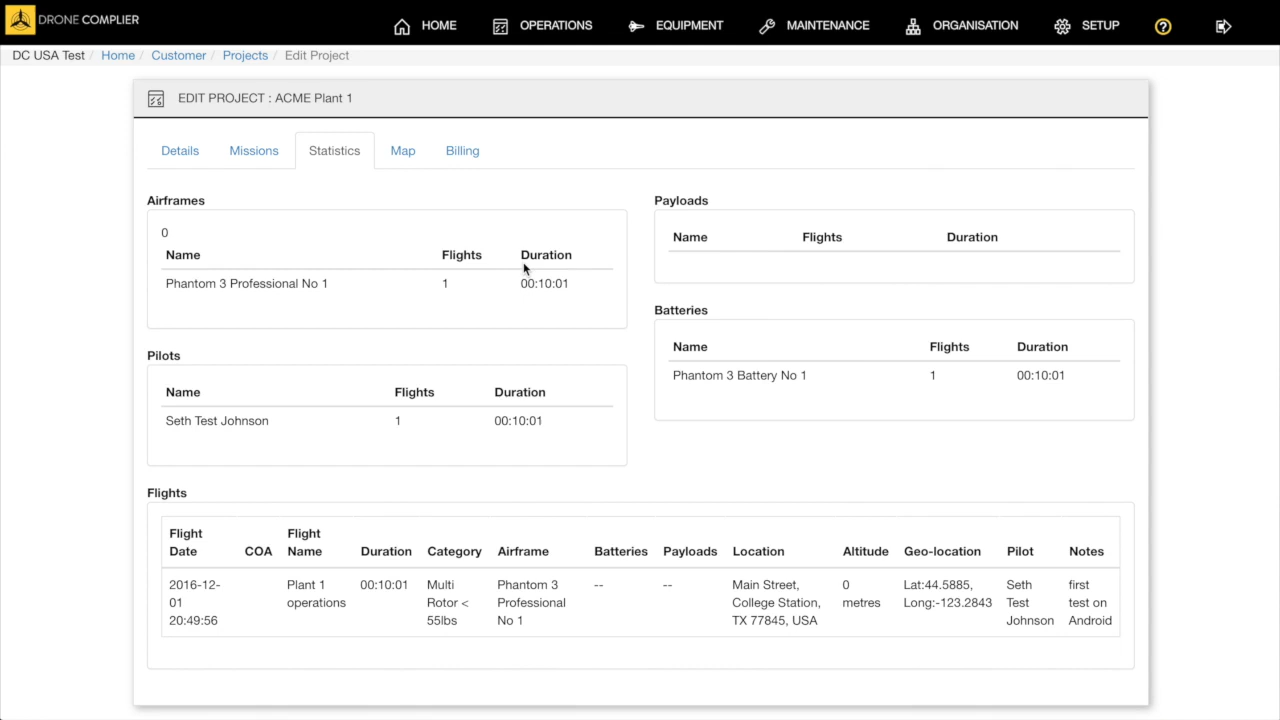 DRONE COMPLIER
HOME OPERATIONS EQUIPMENT MAINTENANCE ORGANISATION SETUP ?
DC USA Test / Home / Customer / Projects / Edit Project
EDIT PROJECT : ACME Plant 1
Details Missions Statistics Map Billing
Airframes
0
Name Flights Duration
Phantom 3 Professional No 1 1 00:10:01
Payloads
Name Flights Duration
Pilots
Name Flights Duration
Seth Test Johnson 1 00:10:01
Batteries
Name Flights Duration
Phantom 3 Battery No 1 1 00:10:01
Flights
Flight Flight
Date COA Name Duration Category Airframe Batteries Payloads Location Altitude Geo-location Pilot Notes
2016-12- Plant 1 00:10:01 Multi Phantom 3 -- -- Main Street, 0 Lat:44.5885, Seth first
01 operations Rotor < Professional College Station, metres Long:-123.2843 Test test on
20:49:56 55lbs No 1 TX 77845, USA Johnson Android